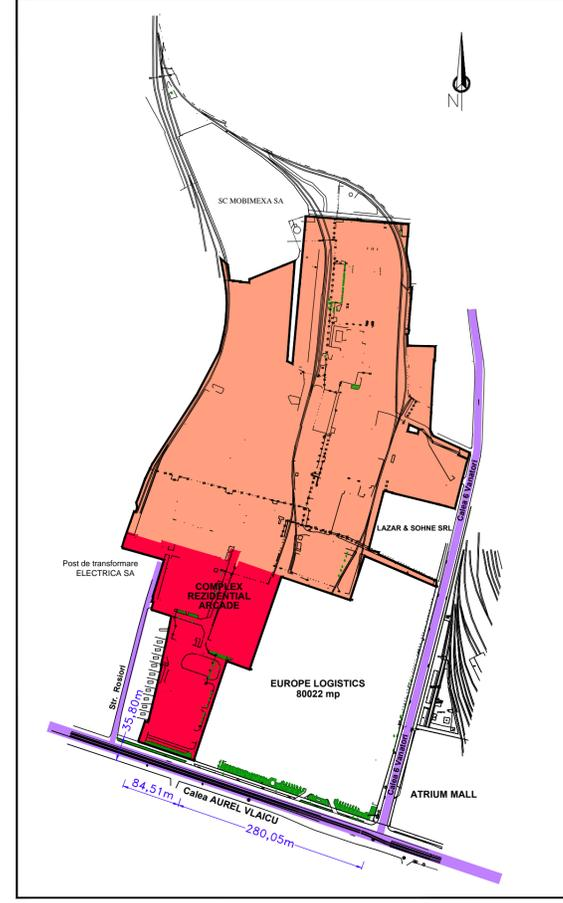 N
SC MOBIMEXA SA
Calea 6 Vanatori
LAZAR & SOHNE SRL
Post de transformare
ELECTRICA SA
COMPLEX
REZIDENTIAL
ARCADE
EUROPE LOGISTICS
80022 mp
Str. Rosiori
35,80m
84,51m
Calea AUREL VLAICU
280,05m
Calea 6 Vanatori
ATRIUM MALL